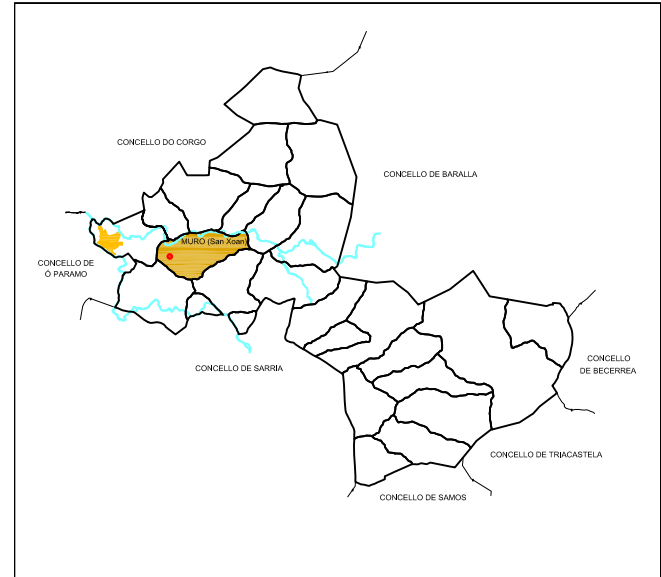 CONCELLO DO CORGO
CONCELLO DE BARALLA
MURO (San Xoan)
CONCELLO DE
Ó PARAMO
CONCELLO DE SARRIA
CONCELLO
DE BECERREA
CONCELLO DE TRIACASTELA
CONCELLO DE SAMOS